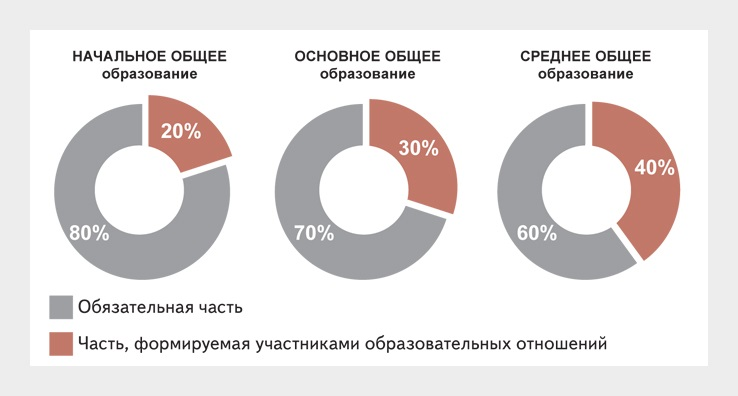 НАЧАЛЬНОЕ ОБЩЕЕ
образование
20%
80%
ОСНОВНОЕ ОБЩЕЕ
образование
30%
70%
СРЕДНЕЕ ОБЩЕЕ
образование
40%
60%
Обязательная часть
Часть, формируемая участниками образовательных отношений